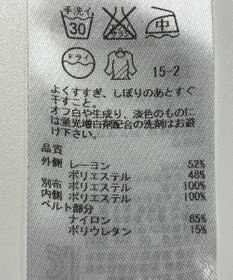 手洗イ
30
中
ドライ
15-2
よくすすぎ、しぼりのあとすぐ
干すこと。
オフ白や生成り、淡色のものに
は蛍光増白剤配合の洗剤はお避
け下さい。
品質
外側 レーヨン 52%
ポリエステル 48%
別布 ポリエステル 100%
内側 ポリエステル 100%
ベルト部分
ナイロン 85%
ポリウレタン 15%